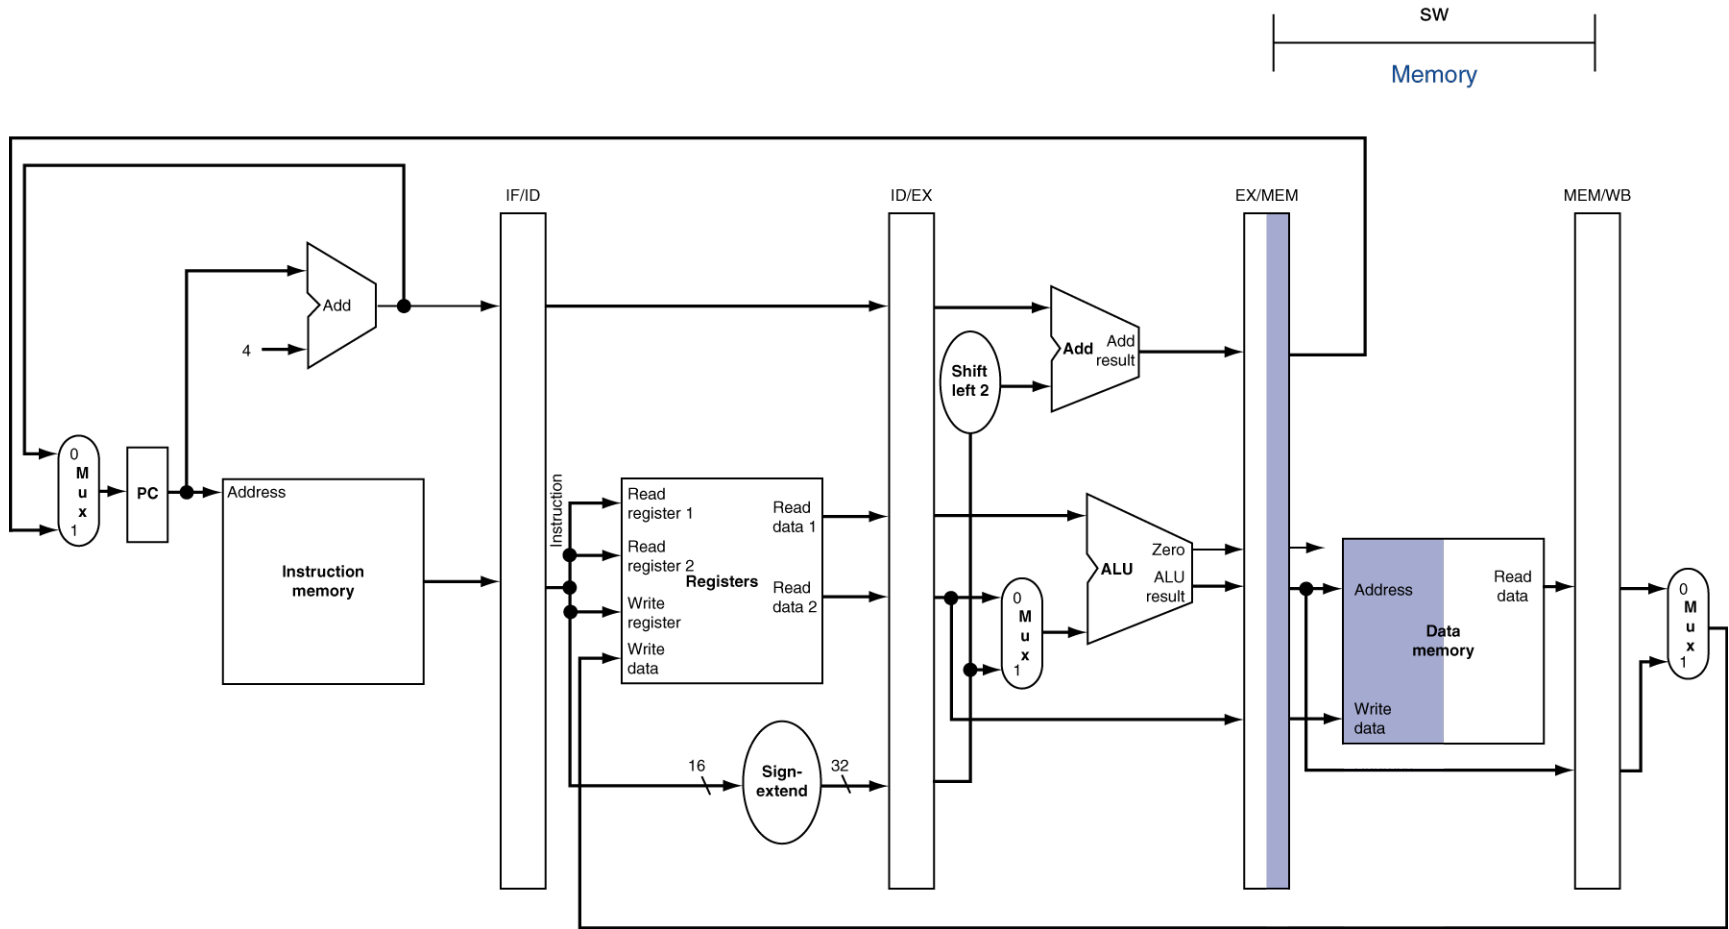 SW
Memory
IF/ID
ID/EX
EX/MEM
MEM/WB
Add
4
Shift
left 2
Add
Add
result
0
M
u
x
1
PC
Address
Instruction
memory
Instruction
Read
register 1
Read
register 2
Write
register
Write
data
Registers
Read
data 1
Read
data 2
16
Sign-
extend
32
0
M
u
x
1
ALU
Zero
ALU
result
Address
Write
data
Data
memory
Read
data
0
M
u
x
1